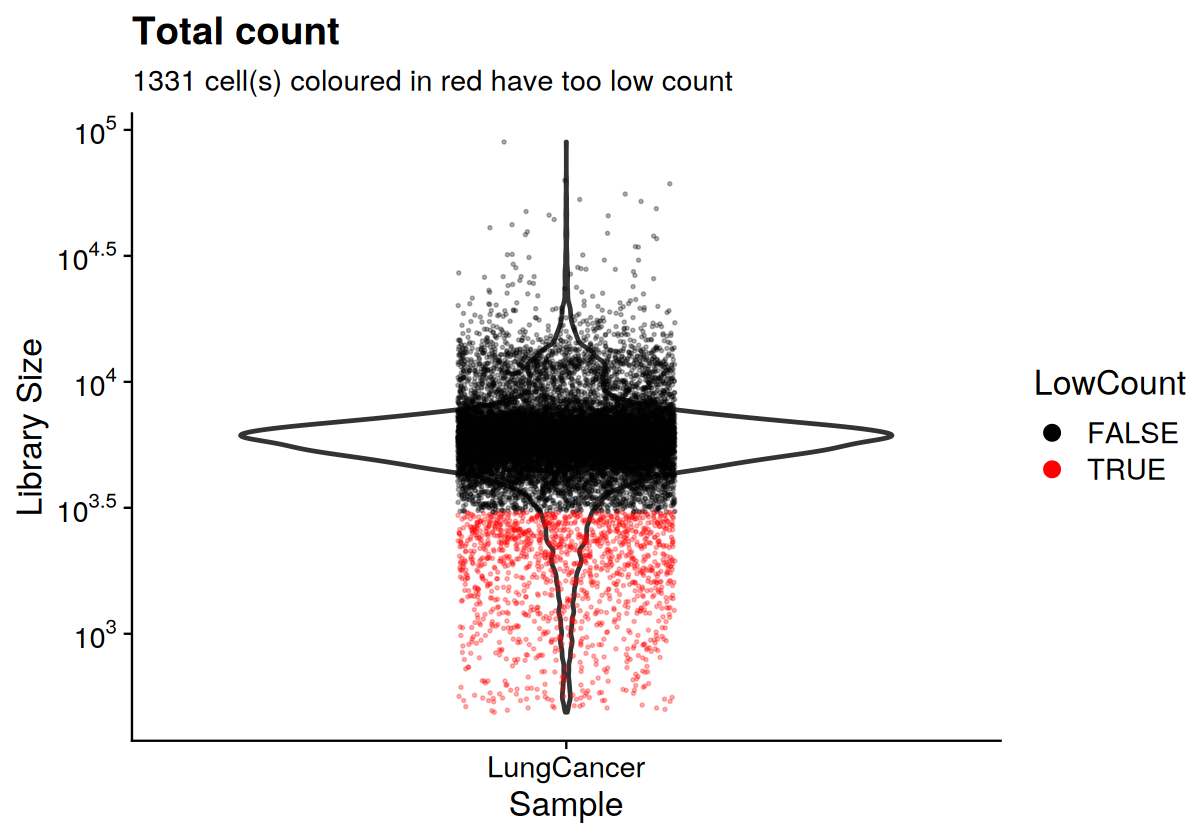 Total count
1331 cell(s) coloured in red have too low count
10^5
10^4.5
10^4
10^3.5
10^3
Library Size
LungCancer
Sample
LowCount
FALSE
TRUE